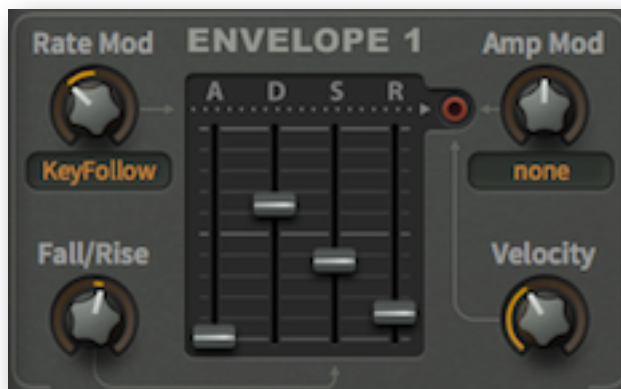 Rate Mod
ENVELOPE 1
Amp Mod
A D S R
KeyFollow
none
Fall/Rise
Velocity